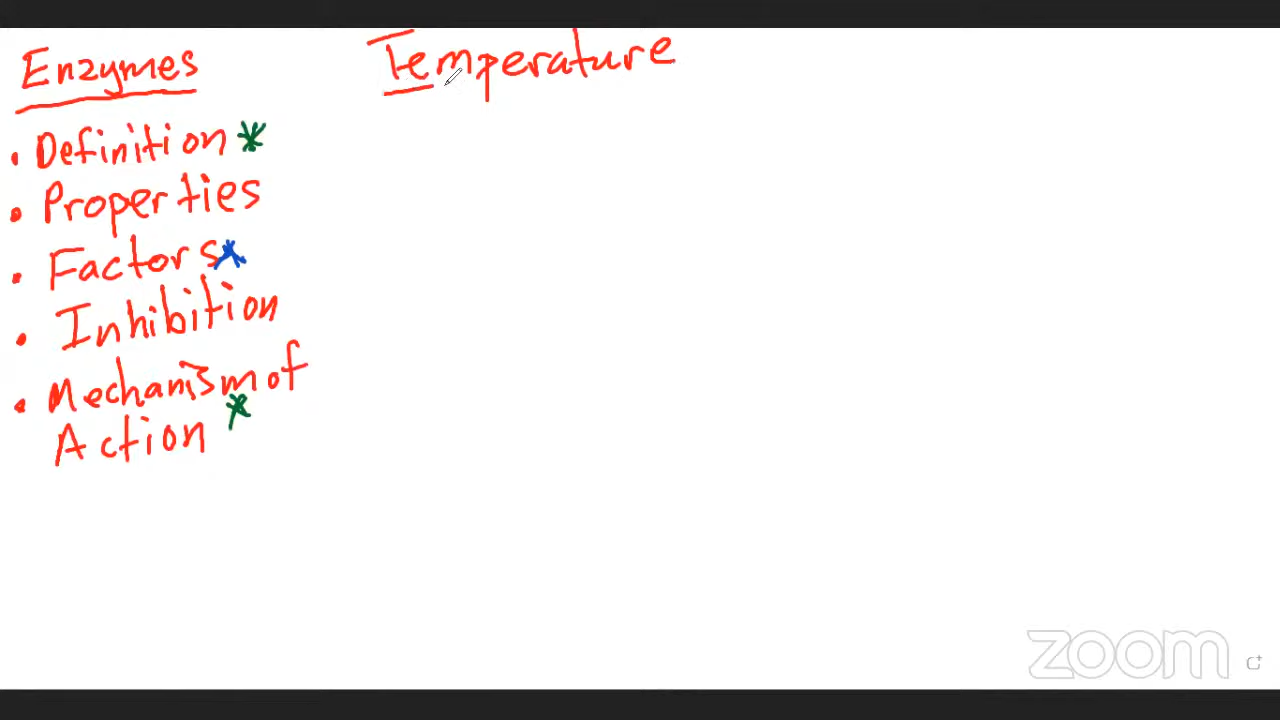 Enzymes
Temperature
• Definition *
• Properties
• Factors *
• Inhibition
• Mechanism of
Action *
zoom